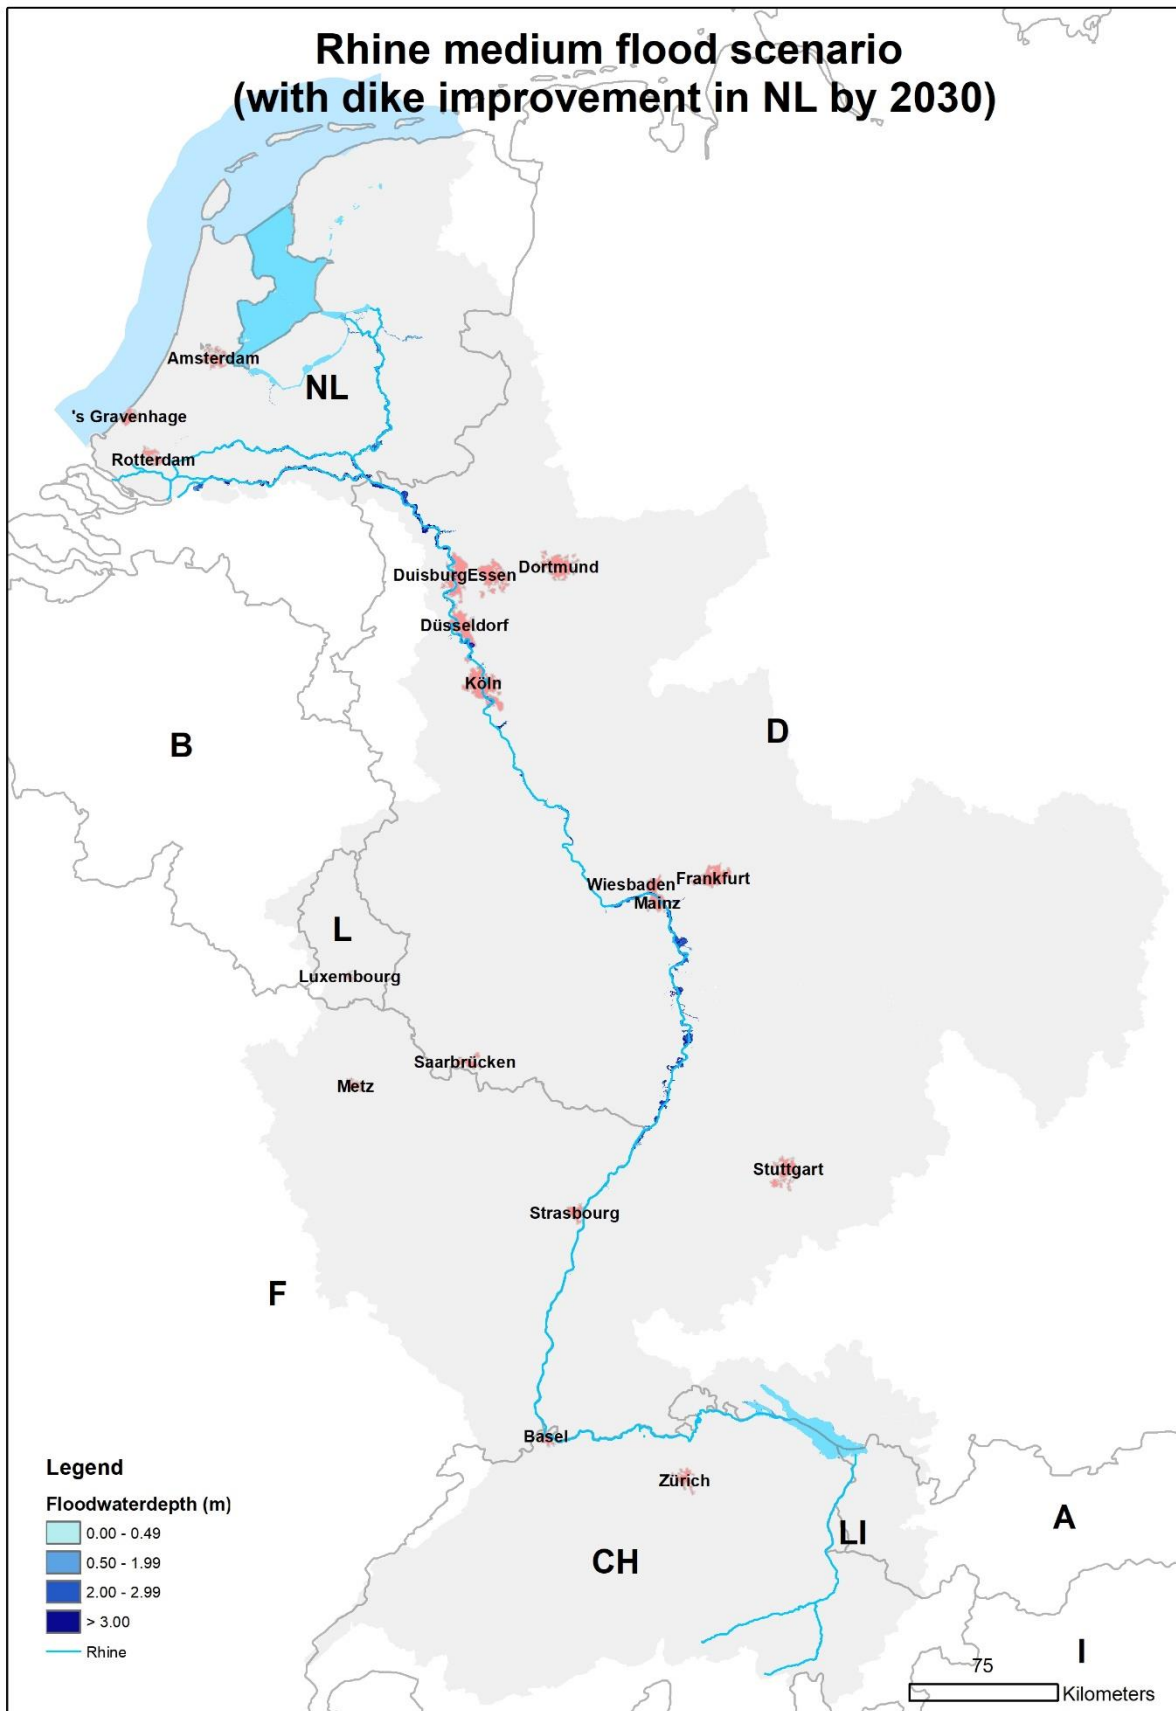 Rhine medium flood scenario
(with dike improvement in NL by 2030)
Amsterdam
NL
's Gravenhage
Rotterdam
Dortmund
DuisburgEssen
Düsseldorf
Köln
D
B
Frankfurt
Wiesbaden
Mainz
L
Luxembourg
Saarbrücken
Metz
Stuttgart
Strasbourg
F
Basel
Zürich
A
LI
CH
I
Legend
Floodwaterdepth (m)
0.00 - 0.49
0.50 - 1.99
2.00 - 2.99
> 3.00
Rhine
75
Kilometers